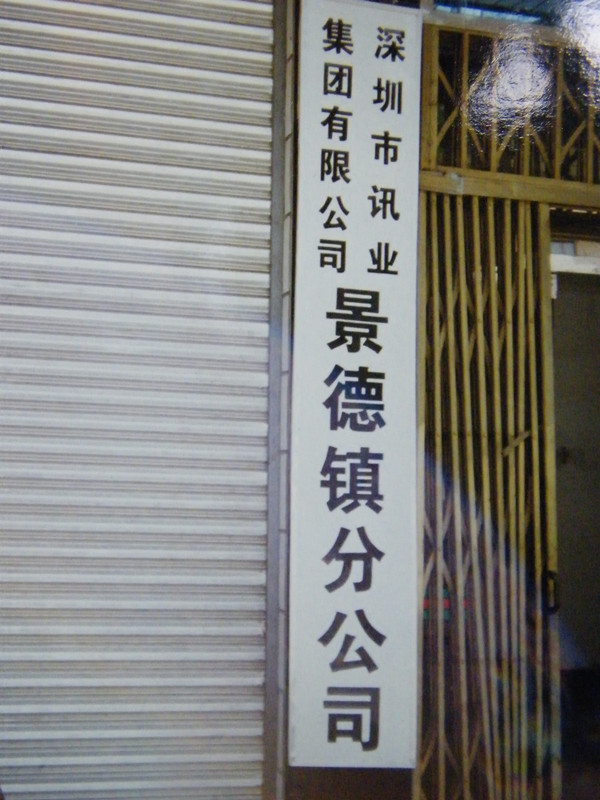 深圳市讯业
集团有限公司
景德镇分公司